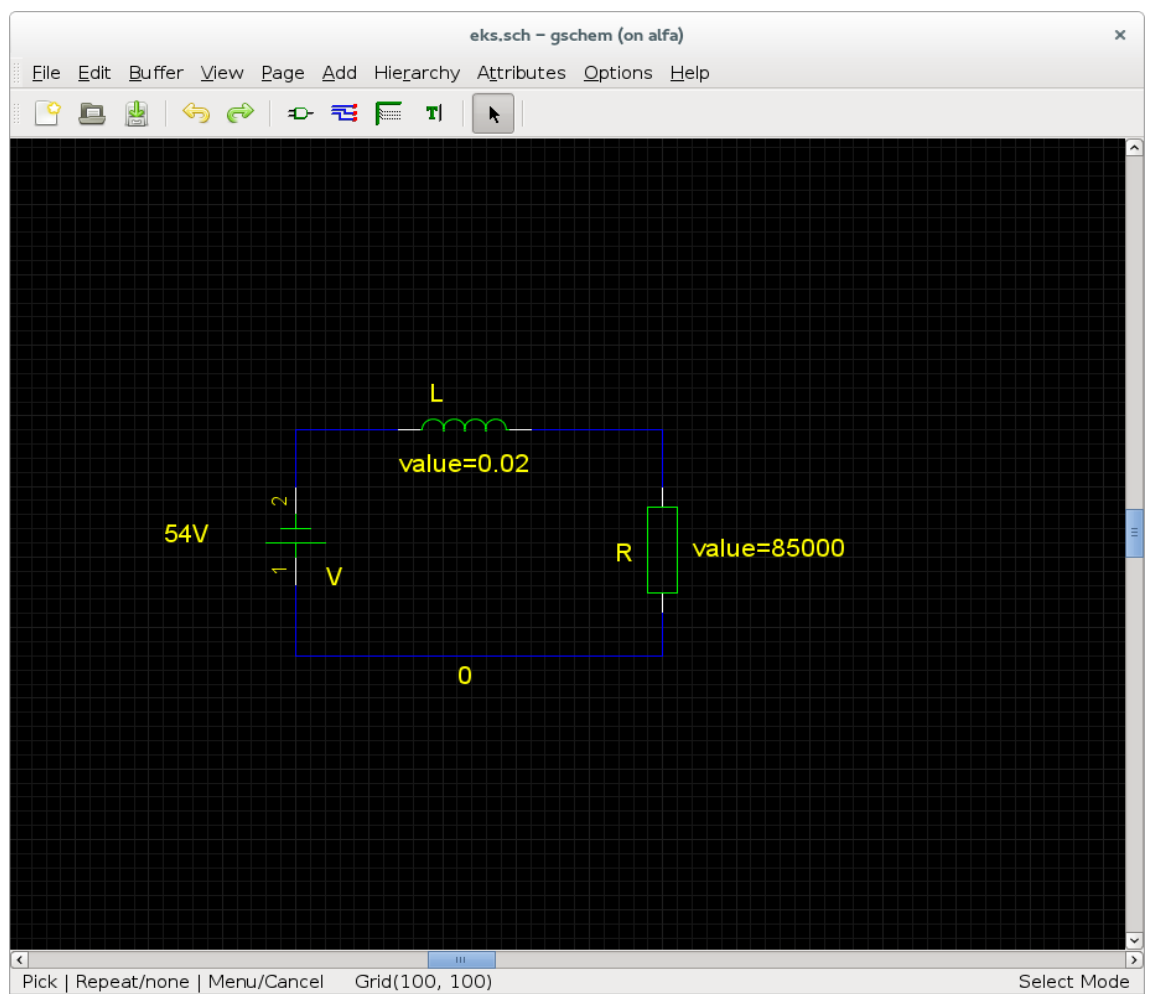 eks.sch – gschem (on alfa)
File Edit Buffer View Page Add Hierarchy Attributes Options Help
T
L
value=0.02
2
54V
1
V
R
value=85000
0
Pick | Repeat/none | Menu/Cancel Grid(100, 100)
Select Mode